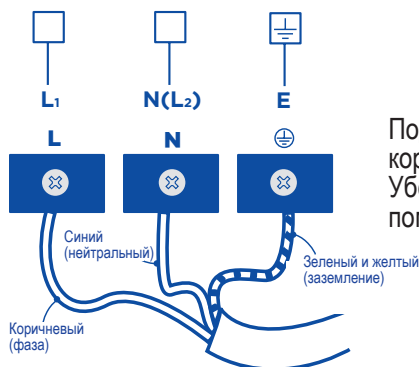 L₁ N(L₂) E
L N
Синий
(нейтральный)
Зеленый и желтый
(заземление)
Коричневый
(фаза)